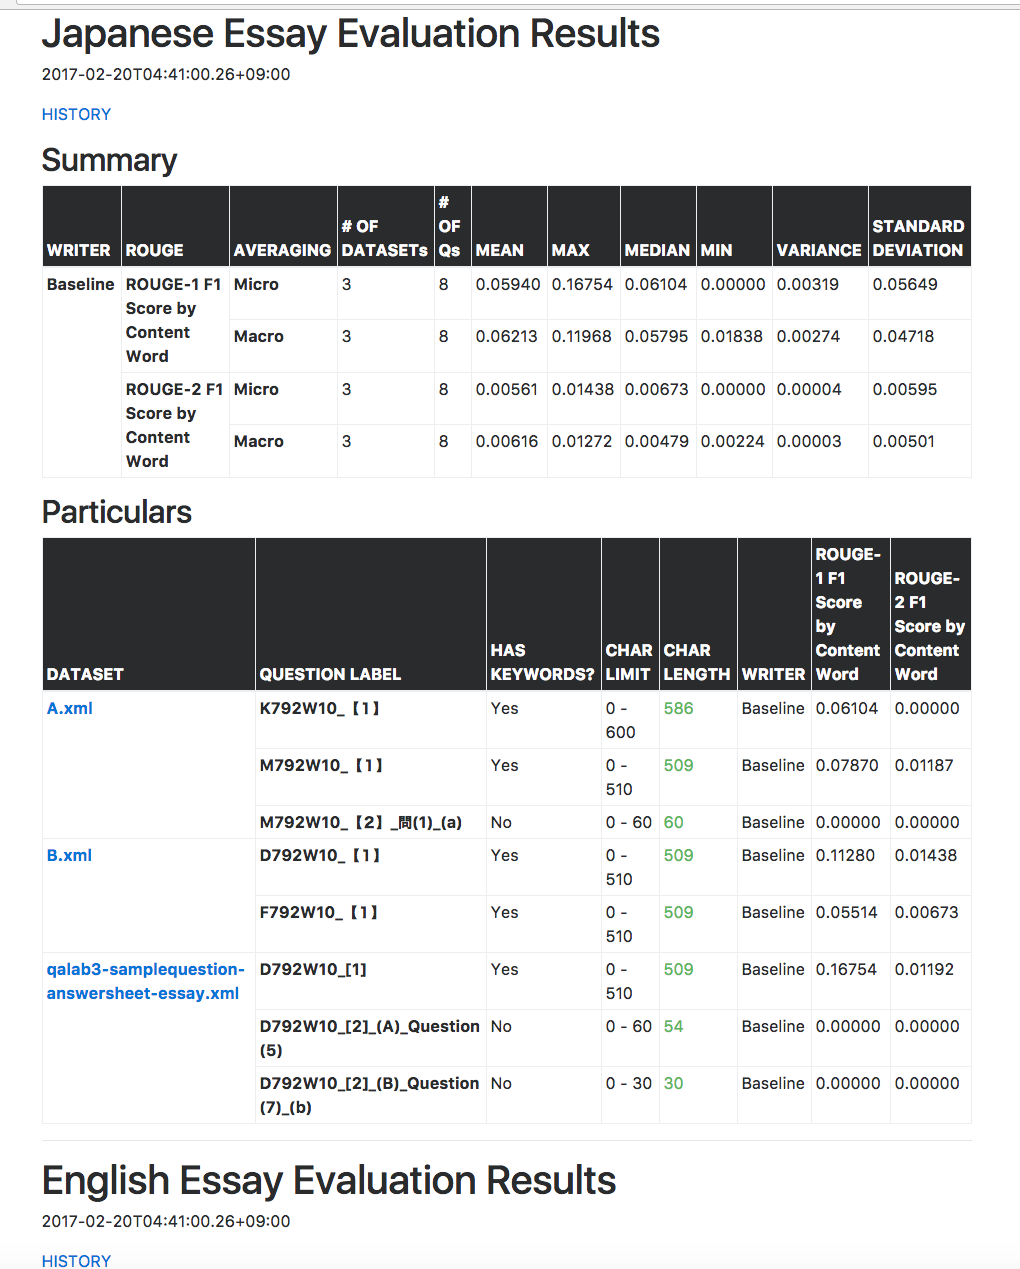 Japanese Essay Evaluation Results
2017-02-20T04:41:00.26+09:00
HISTORY
Summary
WRITER ROUGE AVERAGING # OF DATASETs # OF Qs MEAN MAX MEDIAN MIN VARIANCE STANDARD DEVIATION
Baseline ROUGE-1 F1 Score by Content Word Micro 3 8 0.05940 0.16754 0.06104 0.00000 0.00319 0.05649
Macro 3 8 0.06213 0.11968 0.05795 0.01838 0.00274 0.04718
ROUGE-2 F1 Score by Content Word Micro 3 8 0.00561 0.01438 0.00673 0.00000 0.00004 0.00595
Macro 3 8 0.00616 0.01272 0.00479 0.00224 0.00003 0.00501
Particulars
DATASET QUESTION LABEL HAS KEYWORDS? CHAR LIMIT CHAR LENGTH WRITER ROUGE-1 F1 Score by Content Word ROUGE-2 F1 Score by Content Word
A.xml K792W10_【1】 Yes 0 - 600 586 Baseline 0.06104 0.00000
M792W10_【1】 Yes 0 - 510 509 Baseline 0.07870 0.01187
M792W10_【2】_問(1)_(a) No 0 - 60 60 Baseline 0.00000 0.00000
B.xml D792W10_【1】 Yes 0 - 510 509 Baseline 0.11280 0.01438
F792W10_【1】 Yes 0 - 510 509 Baseline 0.05514 0.00673
qalab3-samplequestion-answersheet-essay.xml D792W10_[1] Yes 0 - 510 509 Baseline 0.16754 0.01192
D792W10_[2]_(A)_Question (5) No 0 - 60 54 Baseline 0.00000 0.00000
D792W10_[2]_(B)_Question (7)_(b) No 0 - 30 30 Baseline 0.00000 0.00000
English Essay Evaluation Results
2017-02-20T04:41:00.26+09:00
HISTORY